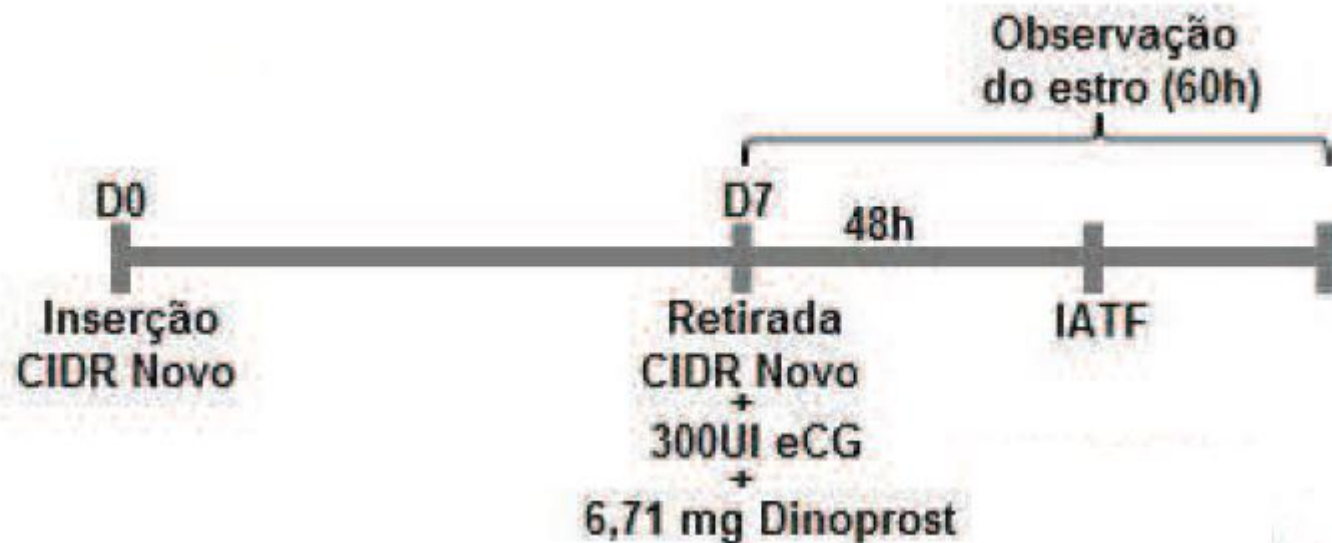 Observação
do estro (60h)
D0
D7
48h
Inserção
CIDR Novo
Retirada
CIDR Novo
+
300UI eCG
+
6,71 mg Dinoprost
IATF